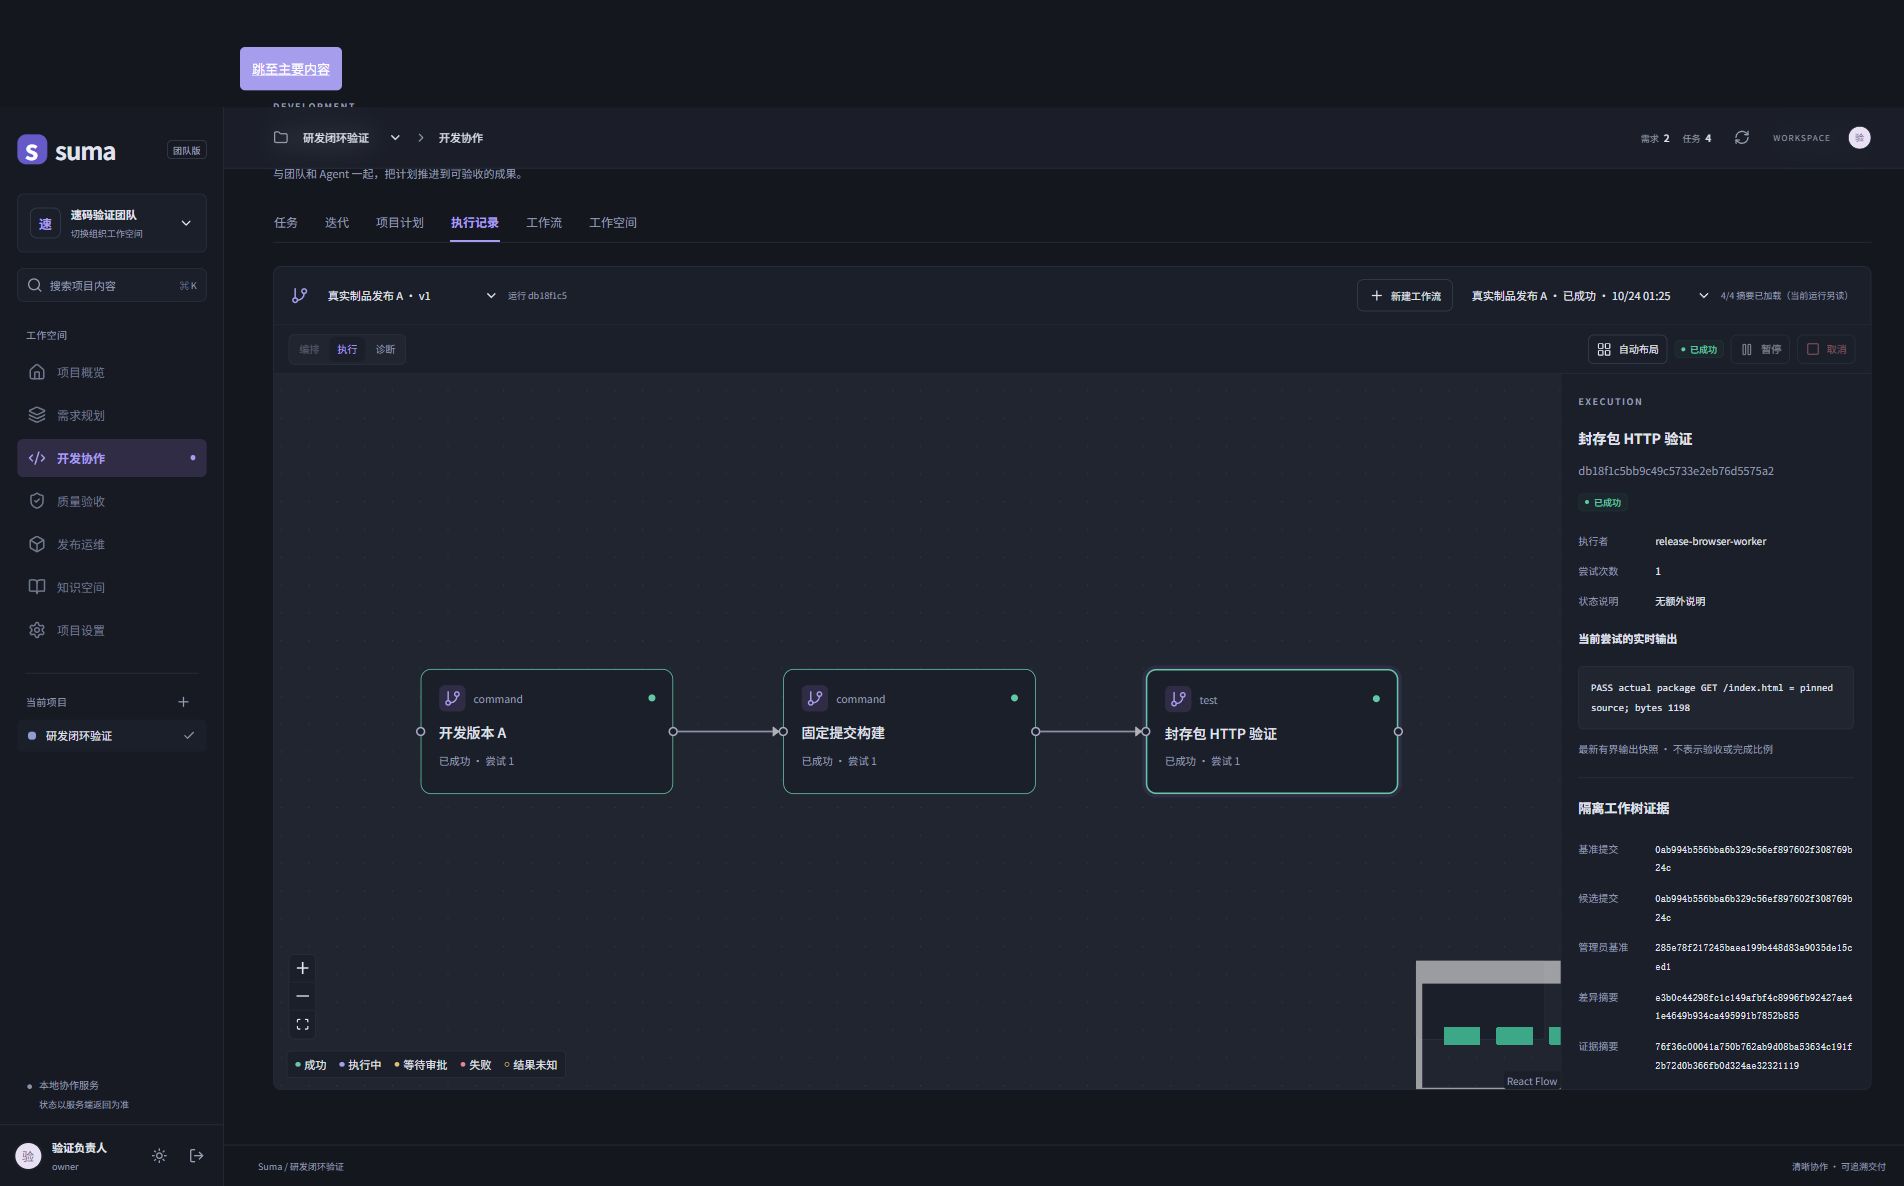 跳至主要内容
DEVELOPMENT
suma
团队版
速
速码验证团队
切换组织工作空间
搜索项目内容
⌘K
工作空间
项目概览
需求规划
开发协作
质量验收
发布运维
知识空间
项目设置
当前项目
研发闭环验证
本地协作服务
状态以服务端返回为准
验
验证负责人
owner
研发闭环验证
开发协作
需求 2 任务 4
WORKSPACE
验
与团队和 Agent 一起，把计划推进到可验收的成果。
任务 迭代 项目计划 执行记录 工作流 工作空间
真实制品发布 A · v1
运行 db18f1c5
新建工作流
真实制品发布 A · 已成功 · 10/24 01:25
4/4 摘要已加载（当前运行另读）
编排 执行 诊断
自动布局
已成功
暂停
取消
command
开发版本 A
已成功 · 尝试 1
command
固定提交构建
已成功 · 尝试 1
test
封存包 HTTP 验证
已成功 · 尝试 1
成功 执行中 等待审批 失败 结果未知
React Flow
EXECUTION
封存包 HTTP 验证
db18f1c5bb9c49c5733e2eb76d5575a2
已成功
执行者 release-browser-worker
尝试次数 1
状态说明 无额外说明
当前尝试的实时输出
PASS actual package GET /index.html = pinned
source; bytes 1198
最新有界输出快照 · 不表示验收或完成比例
隔离工作树证据
基准提交 0ab994b556bba6b329c56ef897602f308769b
24c
候选提交 0ab994b556bba6b329c56ef897602f308769b
24c
管理员基准 285e78f217245baea199b448d83a9035de15c
ed1
差异摘要 e3b0c44298fc1c149afbf4c8996fb92427ae4
1e4649b934ca495991b7852b855
证据摘要 76f36c00041a750b762ab9d08ba53634c191f
2b72d0b366fb0d324ae32321119
Suma / 研发闭环验证
清晰协作 · 可追溯交付